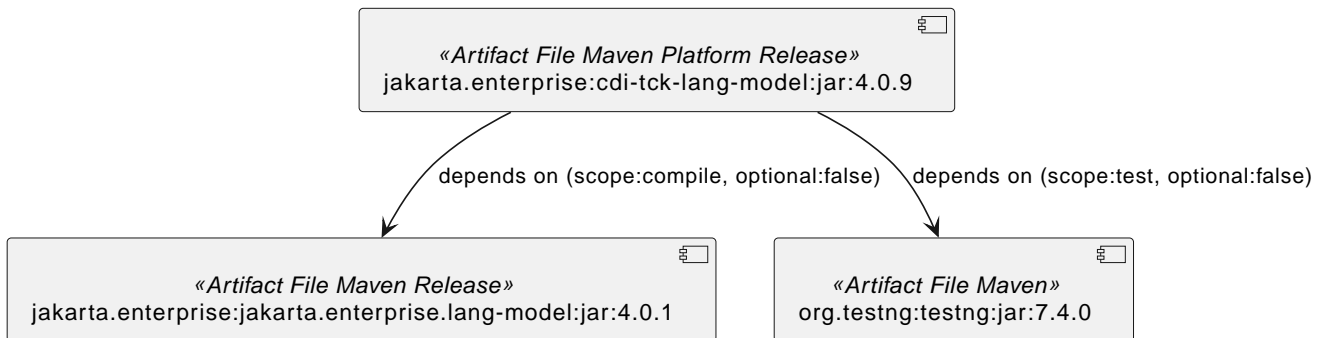 «Artifact File Maven Platform Release»
jakarta.enterprise:cdi-tck-lang-model:jar:4.0.9
depends on (scope:compile, optional:false)
depends on (scope:test, optional:false)
«Artifact File Maven Release»
jakarta.enterprise:jakarta.enterprise.lang-model:jar:4.0.1
«Artifact File Maven»
org.testng:testng:jar:7.4.0